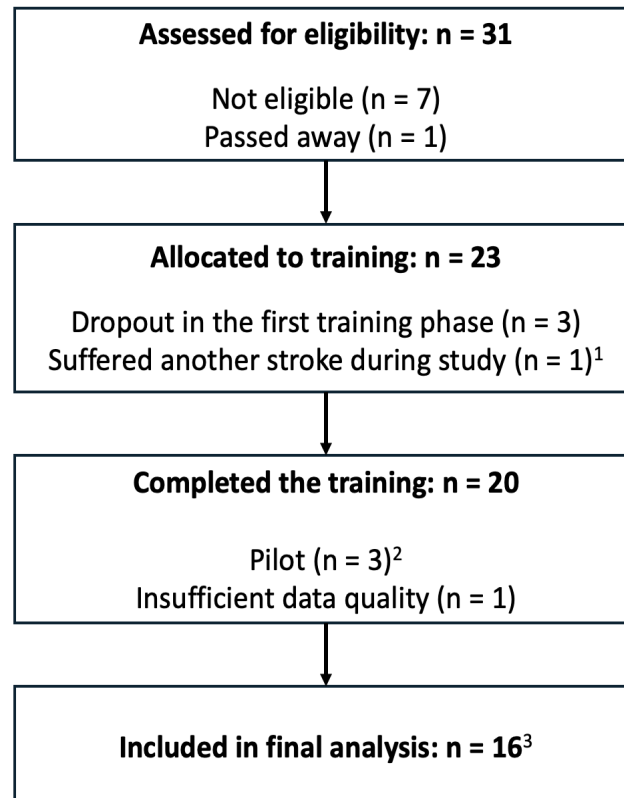 Assessed for eligibility: n = 31
Not eligible (n = 7)
Passed away (n = 1)
Allocated to training: n = 23
Dropout in the first training phase (n = 3)
Suffered another stroke during study (n = 1)¹
Completed the training: n = 20
Pilot (n = 3)²
Insufficient data quality (n = 1)
Included in final analysis: n = 16³